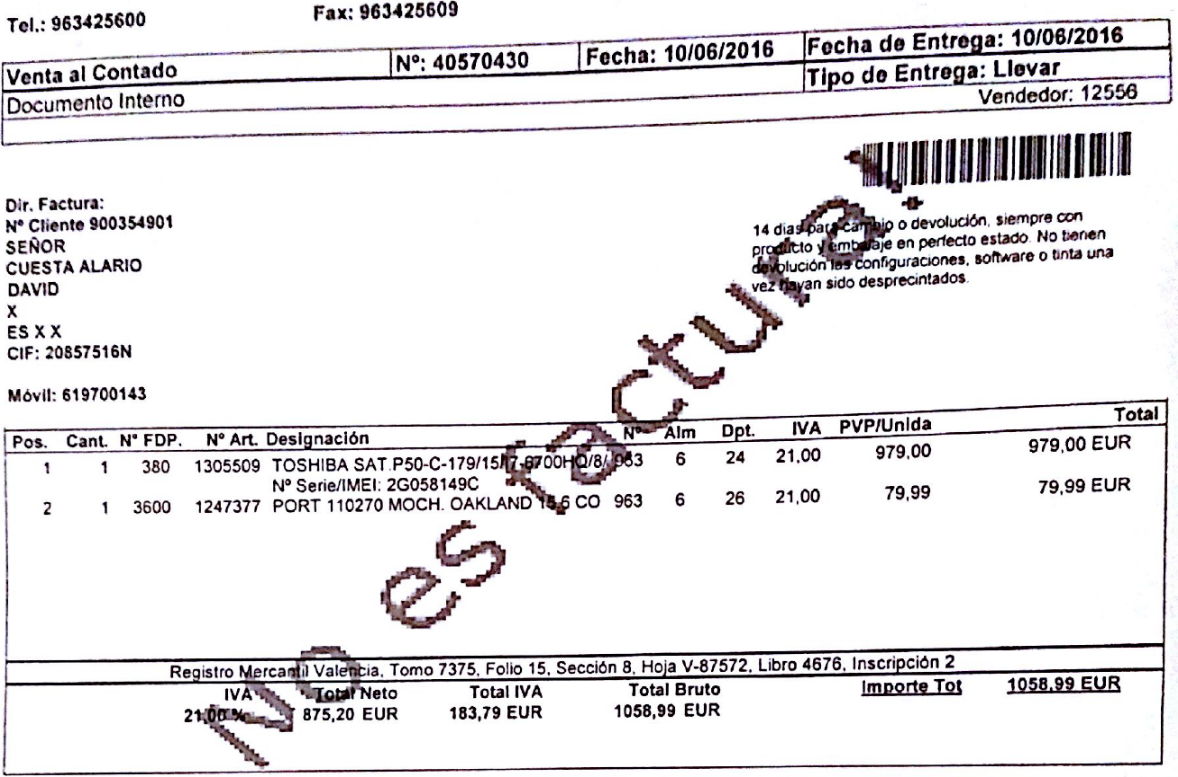 Tel.: 963425600 Fax: 963425609
Venta al Contado Nº: 40570430 Fecha: 10/06/2016 Fecha de Entrega: 10/06/2016
Tipo de Entrega: Llevar
Documento Interno
Vendedor: 12556
Dir. Factura:
Nº Cliente 900354901
SEÑOR
CUESTA ALARIO
DAVID
X
ES X X
CIF: 20857516N
Móvil: 619700143
14 dias para cambio o devolución, siempre con
producto y embalaje en perfecto estado. No tienen
devolución las configuraciones, software o tinta una
vez hayan sido desprecintados.
No es factura!
Pos. Cant. Nº FDP. Nº Art. Designación Nº Alm Dpt. IVA PVP/Unida Total
1 1 380 1305509 TOSHIBA SAT.P50-C-179/15/I7-6700HQ/8/ 963 6 24 21,00 979,00 979,00 EUR
Nº Serie/IMEI: 2G058149C
2 1 3600 1247377 PORT 110270 MOCH. OAKLAND 15.6 CO 963 6 26 21,00 79,99 79,99 EUR
Registro Mercantil Valencia, Tomo 7375, Folio 15, Sección 8, Hoja V-87572, Libro 4676, Inscripción 2
IVA Total Neto Total IVA Total Bruto Importe Tot 1058,99 EUR
21,00 % 875,20 EUR 183,79 EUR 1058,99 EUR